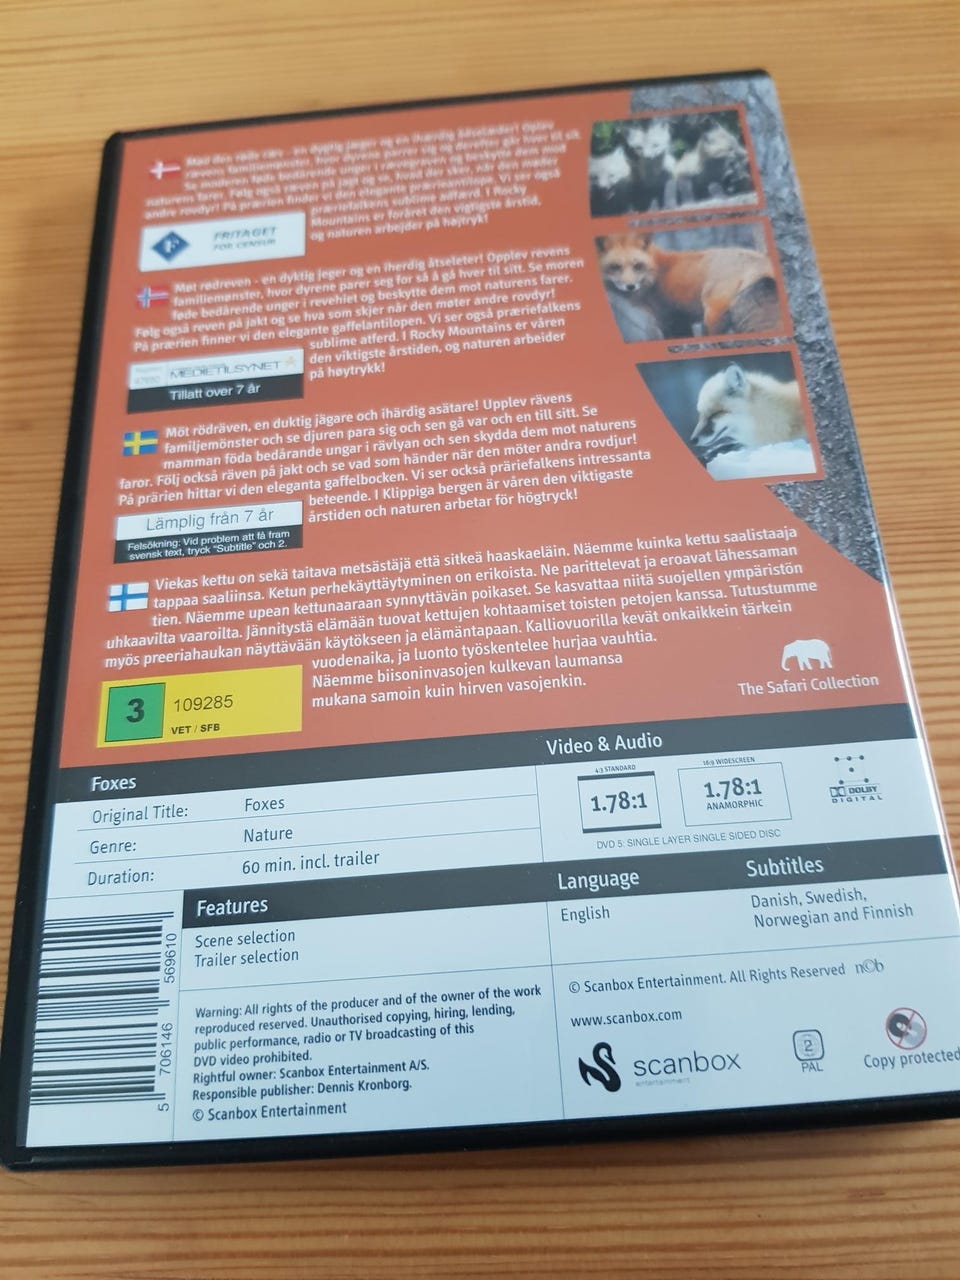 Mød den røde ræv - en dygtig jæger og en ihærdig ådselæder! Oplev
rævens familiemønster, hvor dyrene parrer sig og derefter går hver til sit.
Se moderen føde bedårende unger i rævegraven og beskytte dem mod
naturens farer. Følg også ræven på jagt og se, hvad der sker, når den møder
andre rovdyr! På prærien finder vi den elegante prærieantilope. Vi ser også
præriefalkens sublime adfærd. I Rocky
Mountains er foråret den vigtigste årstid,
og naturen arbejder på højtryk!
F
FRITAGET
FOR CENSUR
Møt rødreven - en dyktig jeger og en iherdig åtseleter! Opplev revens
familiemønster, hvor dyrene parer seg for så å gå hver til sitt. Se moren
føde bedårende unger i revehiet og beskytte dem mot naturens farer.
Følg også reven på jakt og se hva som skjer når den møter andre rovdyr!
På prærien finner vi den elegante gaffelantilopen. Vi ser også præriefalkens
sublime atferd. I Rocky Mountains er våren
den viktigste årstiden, og naturen arbeider
på høytrykk!
MEDIETILSYNET
Tillatt over 7 år
Möt rödräven, en duktig jägare och ihärdig asätare! Upplev rävens
familjemönster och se djuren para sig och sen gå var och en till sitt. Se
mamman föda bedårande ungar i rävlyan och sen skydda dem mot naturens
faror. Följ också räven på jakt och se vad som händer när den möter andra rovdjur!
På prärien hittar vi den eleganta gaffelbocken. Vi ser också präriefalkens intressanta
beteende. I Klippiga bergen är våren den viktigaste
årstiden och naturen arbetar för högtryck!
Lämplig från 7 år
Felsökning: Vid problem att få fram
svensk text, tryck "Subtitle" och 2.
Viekas kettu on sekä taitava metsästäjä että sitkeä haaskaeläin. Näemme kuinka kettu saalistaaja
tappaa saaliinsa. Ketun perhekäyttäytyminen on erikoista. Ne parittelevat ja eroavat lähessaman
tien. Näemme upean kettunaaraan synnyttävän poikaset. Se kasvattaa niitä suojellen ympäristön
uhkaavilta vaaroilta. Jännitystä elämään tuovat kettujen kohtaamiset toisten petojen kanssa. Tutustumme
myös preeriahaukan näyttävään käytökseen ja elämäntapaan. Kalliovuorilla kevät onkaikkein tärkein
vuodenaika, ja luonto työskentelee hurjaa vauhtia.
Näemme biisoninvasojen kulkevan laumansa
mukana samoin kuin hirven vasojenkin.
3
109285
VET / SFB
The Safari Collection
Foxes
Original Title: Foxes
Genre: Nature
Duration: 60 min. incl. trailer
Video & Audio
4:3 STANDARD
1.78:1
16:9 WIDESCREEN
1.78:1
ANAMORPHIC
DOLBY
DIGITAL
DVD 5: SINGLE LAYER SINGLE SIDED DISC
Features
Scene selection
Trailer selection
Language
English
Subtitles
Danish, Swedish,
Norwegian and Finnish
5 706146 569610
Warning: All rights of the producer and of the owner of the work
reproduced reserved. Unauthorised copying, hiring, lending,
public performance, radio or TV broadcasting of this
DVD video prohibited.
Rightful owner: Scanbox Entertainment A/S.
Responsible publisher: Dennis Kronborg.
© Scanbox Entertainment
© Scanbox Entertainment. All Rights Reserved n©b
www.scanbox.com
scanbox
entertainment
2
PAL
Copy protected